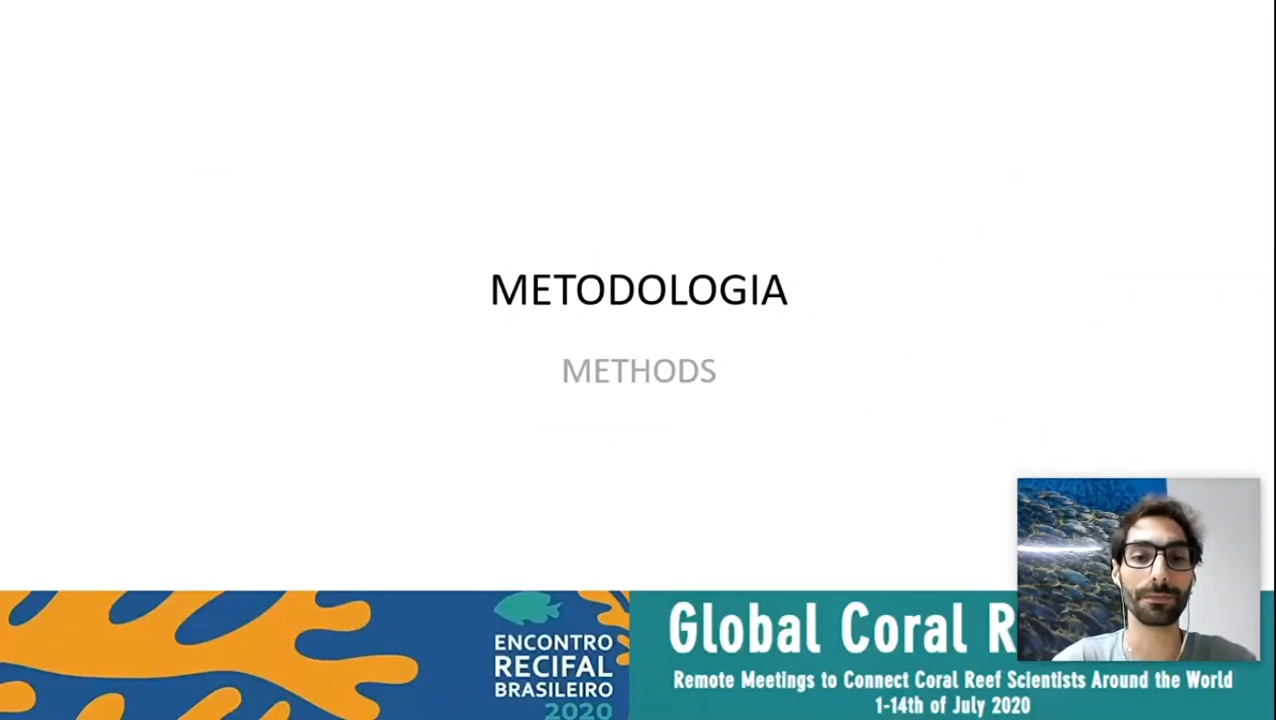 METODOLOGIA
METHODS
ENCONTRO
RECIFAL
BRASILEIRO
2020
Global Coral R
Remote Meetings to Connect Coral Reef Scientists Around the World
1-14th of July 2020